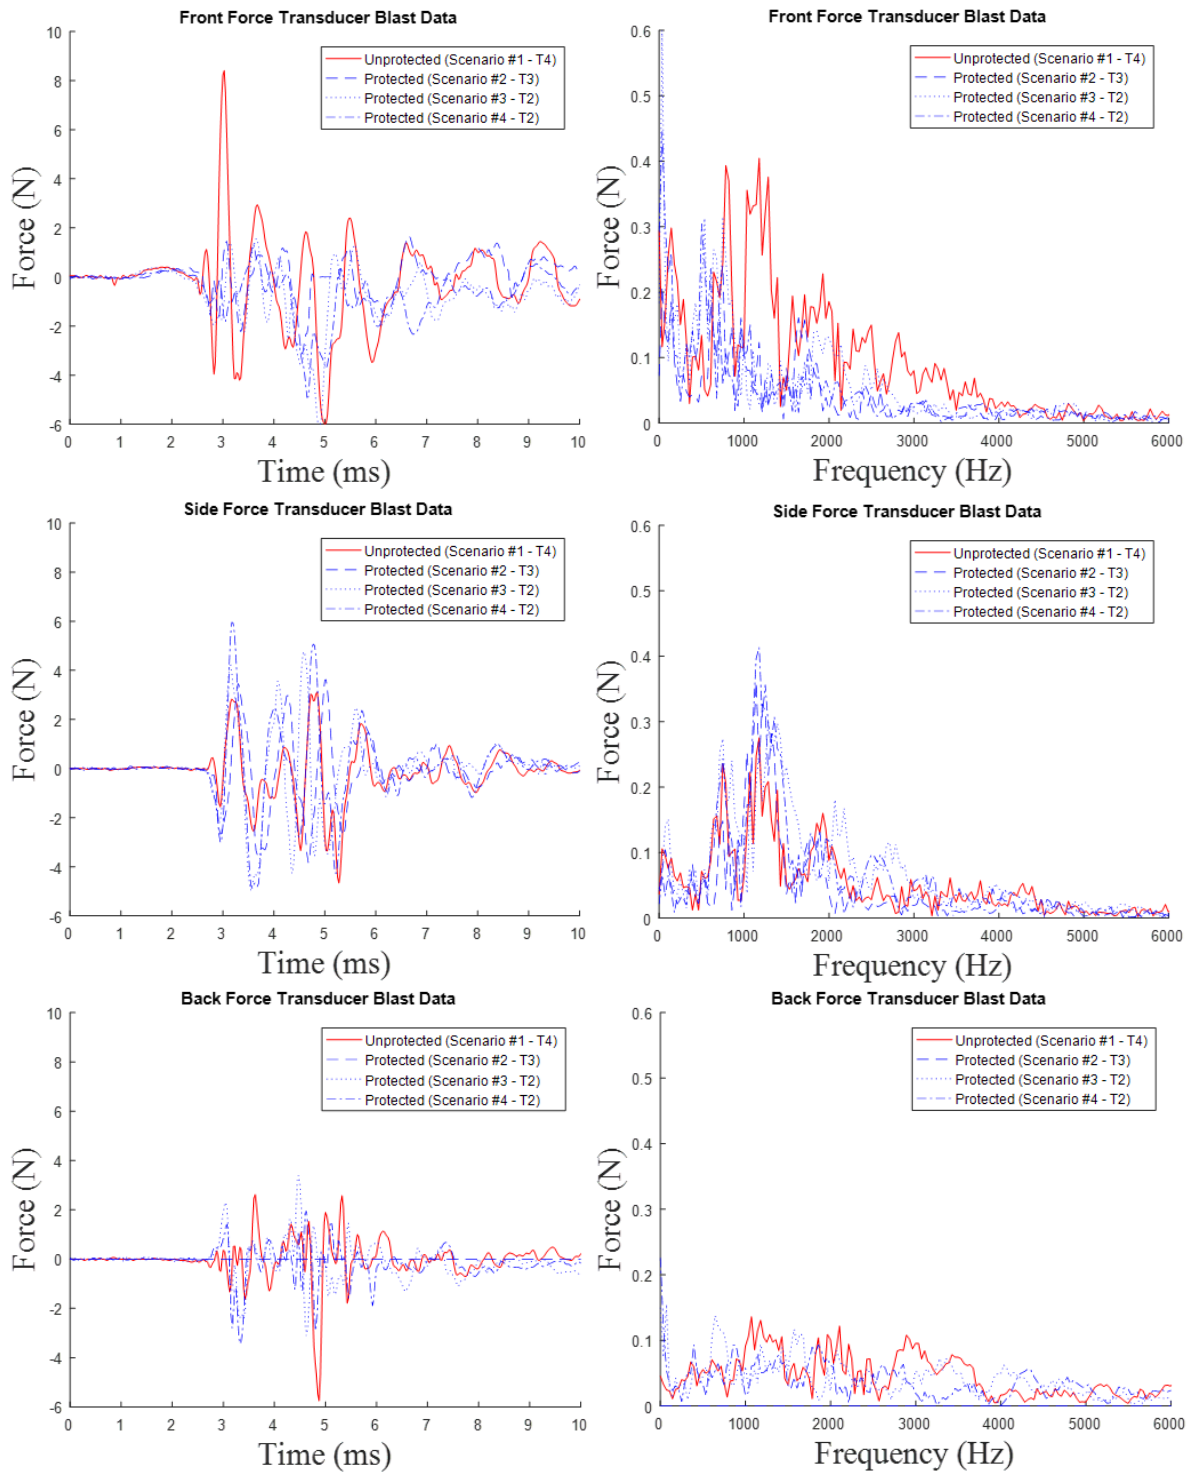 Front Force Transducer Blast Data
Front Force Transducer Blast Data
10
8
6
4
2
0
-2
-4
-6
Force (N)
Unprotected (Scenario #1 - T4)
Protected (Scenario #2 - T3)
Protected (Scenario #3 - T2)
Protected (Scenario #4 - T2)
0 1 2 3 4 5 6 7 8 9 10
Time (ms)
0.6
0.5
0.4
0.3
0.2
0.1
0
Force (N)
Unprotected (Scenario #1 - T4)
Protected (Scenario #2 - T3)
Protected (Scenario #3 - T2)
Protected (Scenario #4 - T2)
0 1000 2000 3000 4000 5000 6000
Frequency (Hz)
Side Force Transducer Blast Data
Side Force Transducer Blast Data
10
8
6
4
2
0
-2
-4
-6
Force (N)
Unprotected (Scenario #1 - T4)
Protected (Scenario #2 - T3)
Protected (Scenario #3 - T2)
Protected (Scenario #4 - T2)
0 1 2 3 4 5 6 7 8 9 10
Time (ms)
0.6
0.5
0.4
0.3
0.2
0.1
0
Force (N)
Unprotected (Scenario #1 - T4)
Protected (Scenario #2 - T3)
Protected (Scenario #3 - T2)
Protected (Scenario #4 - T2)
0 1000 2000 3000 4000 5000 6000
Frequency (Hz)
Back Force Transducer Blast Data
Back Force Transducer Blast Data
10
8
6
4
2
0
-2
-4
-6
Force (N)
Unprotected (Scenario #1 - T4)
Protected (Scenario #2 - T3)
Protected (Scenario #3 - T2)
Protected (Scenario #4 - T2)
0 1 2 3 4 5 6 7 8 9 10
Time (ms)
0.6
0.5
0.4
0.3
0.2
0.1
0
Force (N)
Unprotected (Scenario #1 - T4)
Protected (Scenario #2 - T3)
Protected (Scenario #3 - T2)
Protected (Scenario #4 - T2)
0 1000 2000 3000 4000 5000 6000
Frequency (Hz)